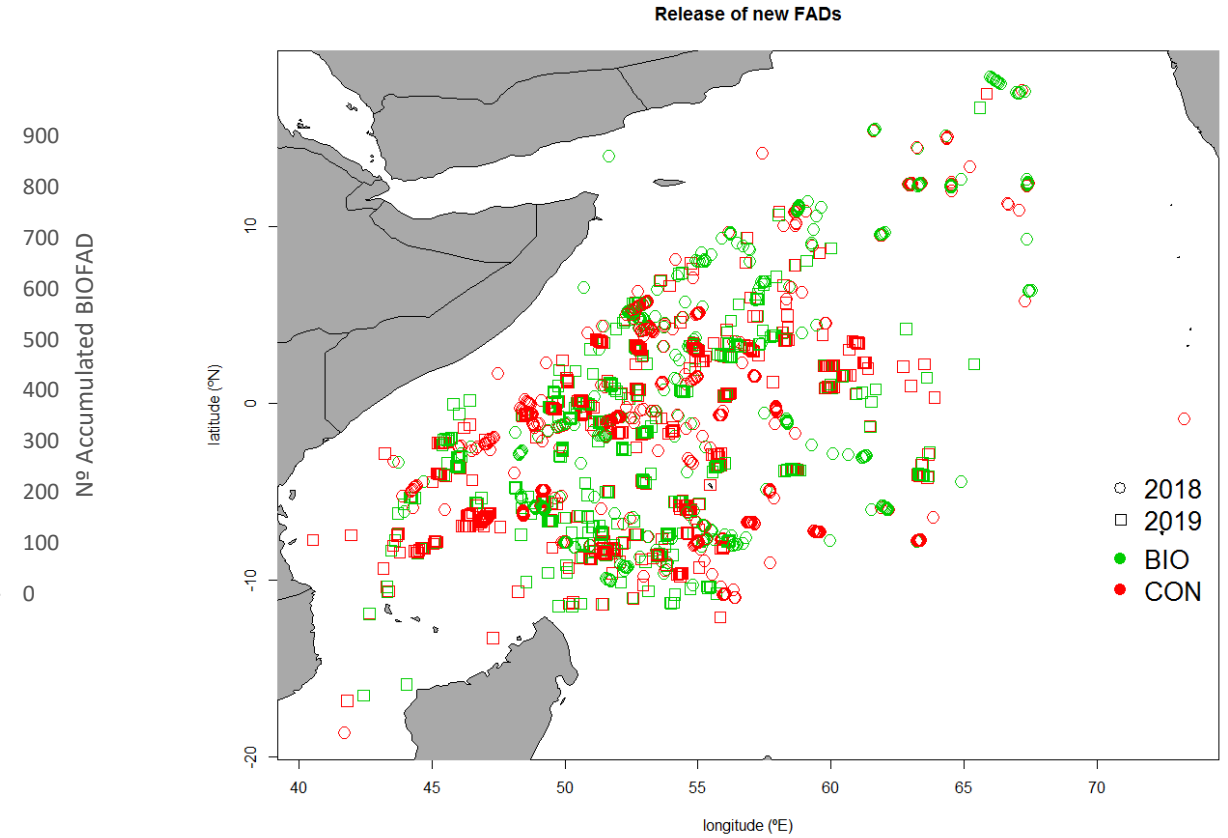 Release of new FADs
900
800
700
600
500
400
300
200
100
0
Nº Accumulated BIOFAD
10
0
-10
-20
latitude (ºN)
2018
2019
BIO
CON
40 45 50 55 60 65 70
longitude (ºE)